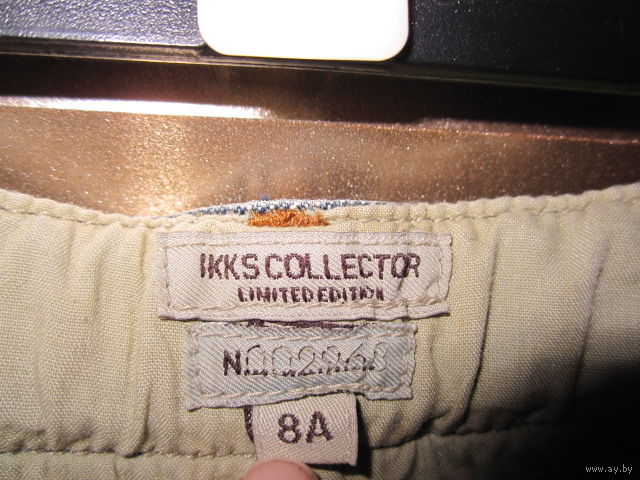 IKKS COLLECTOR
LIMITED EDITION
8A
www.ay.by